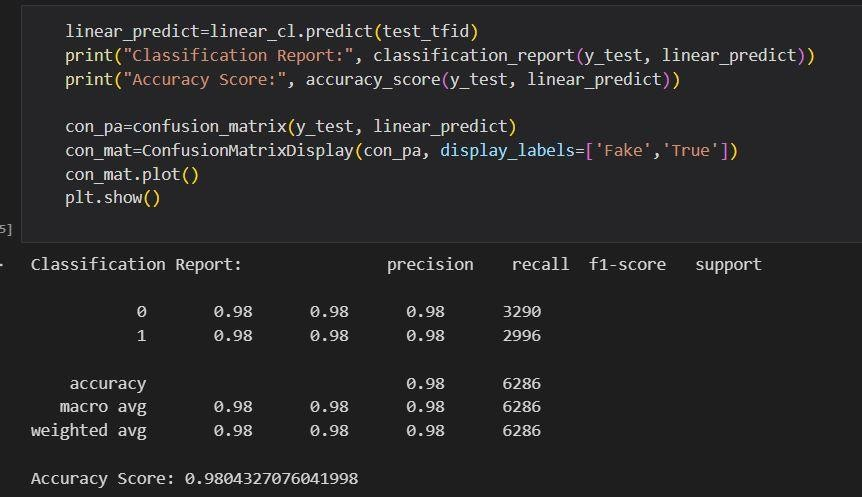 linear_predict=linear_cl.predict(test_tfid)
print("Classification Report:", classification_report(y_test, linear_predict))
print("Accuracy Score:", accuracy_score(y_test, linear_predict))
con_pa=confusion_matrix(y_test, linear_predict)
con_mat=ConfusionMatrixDisplay(con_pa, display_labels=['Fake','True'])
con_mat.plot()
plt.show()
5]
Classification Report: precision recall f1-score support
0 0.98 0.98 0.98 3290
1 0.98 0.98 0.98 2996
accuracy 0.98 6286
macro avg 0.98 0.98 0.98 6286
weighted avg 0.98 0.98 0.98 6286
Accuracy Score: 0.9804327076041998